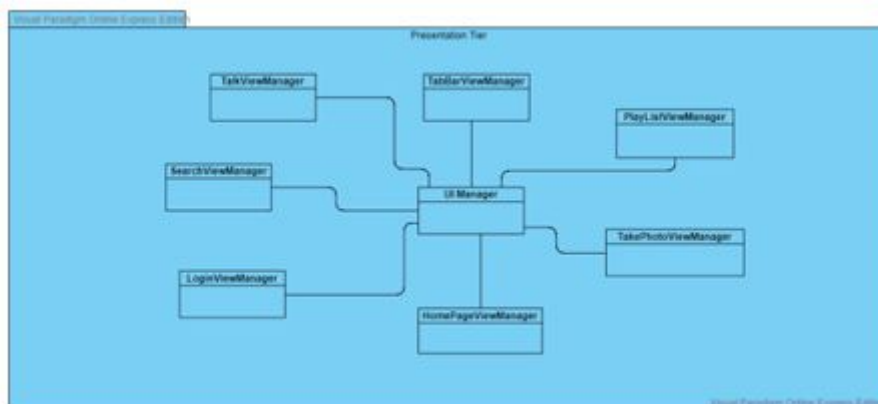 Visual Paradigm Online Express Edition
Presentation Tier
TalkViewManager
TabBarViewManager
PlayListViewManager
SearchViewManager
UI Manager
TakePhotoViewManager
LoginViewManager
HomePageViewManager
Visual Paradigm Online Express Edition